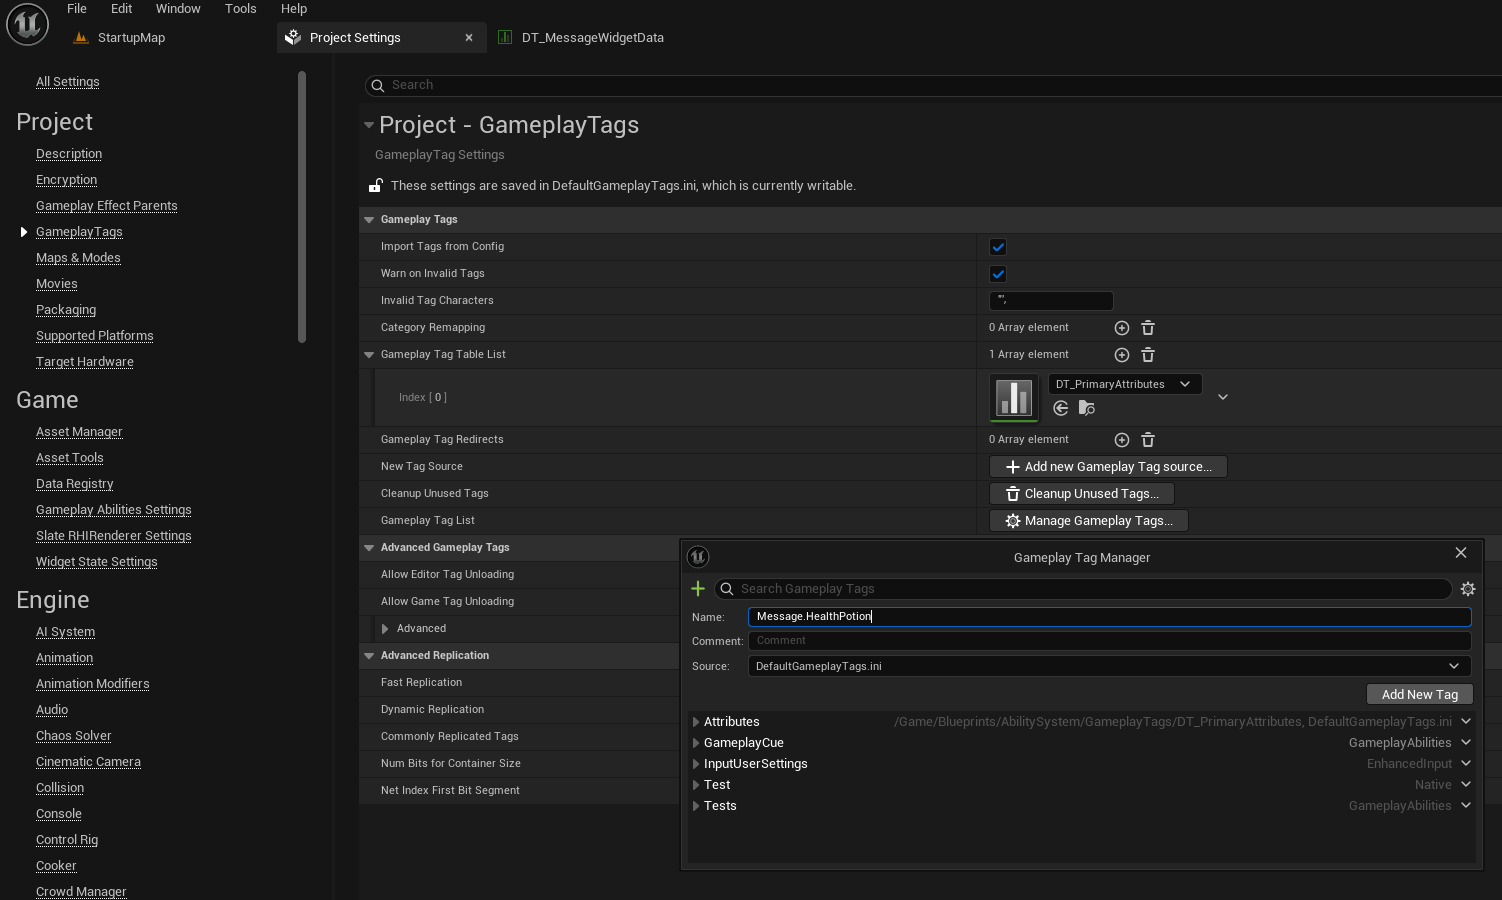 File Edit Window Tools Help
StartupMap
Project Settings
DT_MessageWidgetData
All Settings
Project
Description
Encryption
Gameplay Effect Parents
GameplayTags
Maps & Modes
Movies
Packaging
Supported Platforms
Target Hardware
Game
Asset Manager
Asset Tools
Data Registry
Gameplay Abilities Settings
Slate RHIRenderer Settings
Widget State Settings
Engine
AI System
Animation
Animation Modifiers
Audio
Chaos Solver
Cinematic Camera
Collision
Console
Control Rig
Cooker
Crowd Manager
Search
Project - GameplayTags
GameplayTag Settings
These settings are saved in DefaultGameplayTags.ini, which is currently writable.
Gameplay Tags
Import Tags from Config
Warn on Invalid Tags
Invalid Tag Characters "',
Category Remapping 0 Array element
Gameplay Tag Table List 1 Array element
Index [ 0 ] DT_PrimaryAttributes
Gameplay Tag Redirects 0 Array element
New Tag Source Add new Gameplay Tag source...
Cleanup Unused Tags Cleanup Unused Tags...
Gameplay Tag List Manage Gameplay Tags...
Advanced Gameplay Tags
Allow Editor Tag Unloading
Allow Game Tag Unloading
Advanced
Advanced Replication
Fast Replication
Dynamic Replication
Commonly Replicated Tags
Num Bits for Container Size
Net Index First Bit Segment
Gameplay Tag Manager
Search Gameplay Tags
Name: Message.HealthPotion
Comment: Comment
Source: DefaultGameplayTags.ini
Add New Tag
Attributes /Game/Blueprints/AbilitySystem/GameplayTags/DT_PrimaryAttributes, DefaultGameplayTags.ini
GameplayCue GameplayAbilities
InputUserSettings EnhancedInput
Test Native
Tests GameplayAbilities